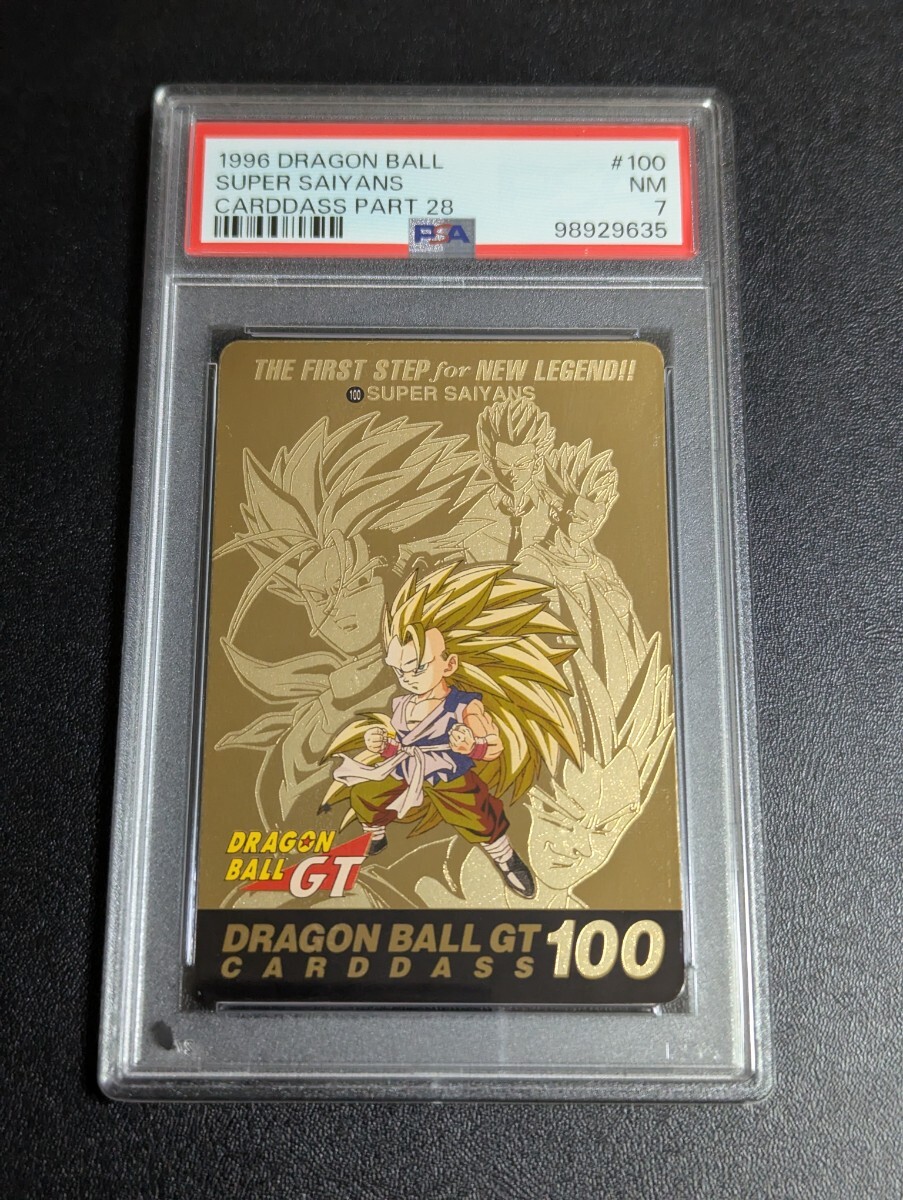 1996 DRAGON BALL #100
SUPER SAIYANS NM
CARDDASS PART 28 7
PSA 98929635
THE FIRST STEP for NEW LEGEND!!
100 SUPER SAIYANS
DRAGON
BALL GT
DRAGON BALL GT 100
CARDDASS